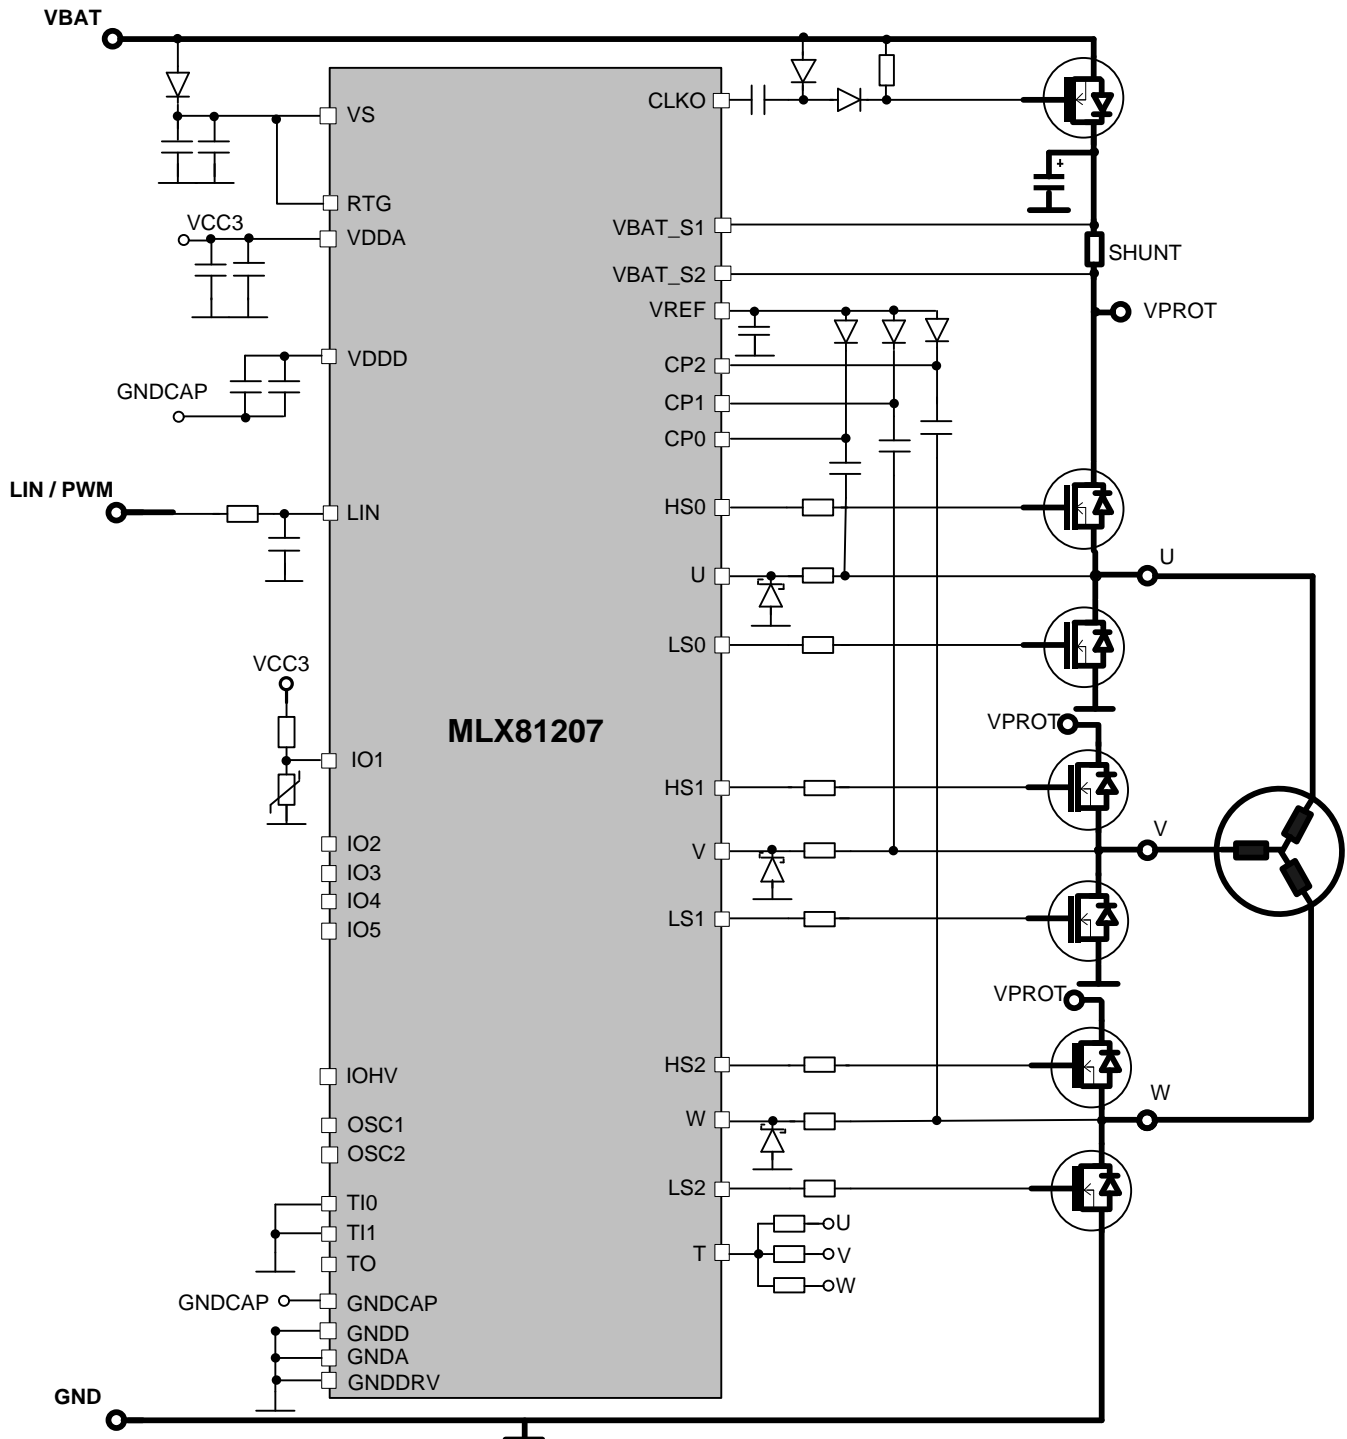 VBAT
VS
RTG
VCC3
VDDA
VDDD
GNDCAP
LIN / PWM
LIN
VCC3
IO1
IO2
IO3
IO4
IO5
IOHV
OSC1
OSC2
TI0
TI1
TO
GNDCAP
GNDCAP
GNDD
GNDA
GNDDRV
GND
MLX81207
CLKO
+
VBAT_S1
SHUNT
VBAT_S2
VREF
VPROT
CP2
CP1
CP0
HS0
U
U
LS0
VPROT
HS1
V
V
LS1
VPROT
HS2
W
W
LS2
T
U
V
W